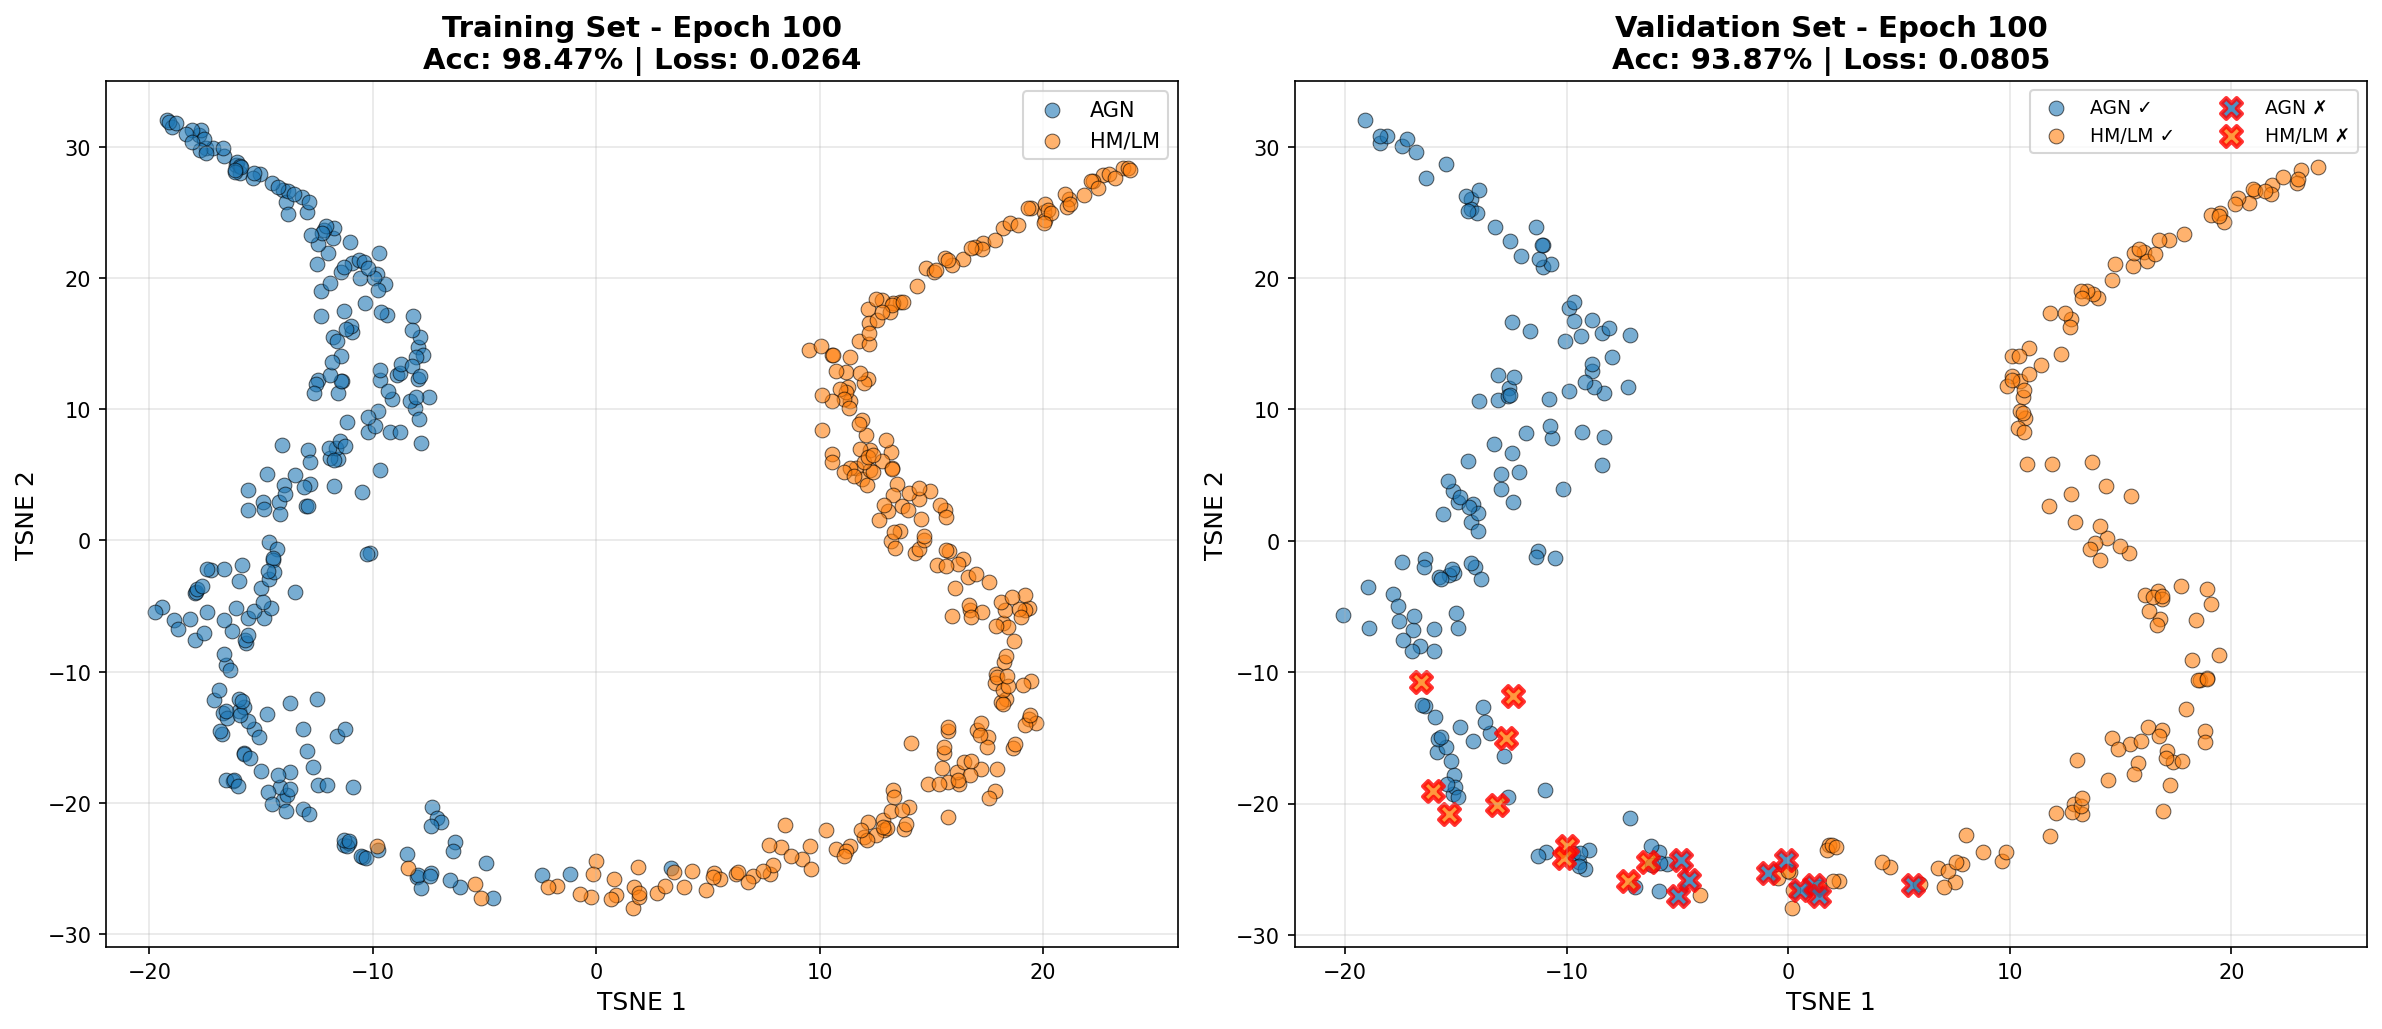 Training Set - Epoch 100
Acc: 98.47% | Loss: 0.0264
AGN
HM/LM
30
20
10
0
−10
−20
−30
TSNE 2
−20
−10
0
10
20
TSNE 1
Validation Set - Epoch 100
Acc: 93.87% | Loss: 0.0805
AGN ✓
HM/LM ✓
AGN ✗
HM/LM ✗
30
20
10
0
−10
−20
−30
TSNE 2
−20
−10
0
10
20
TSNE 1